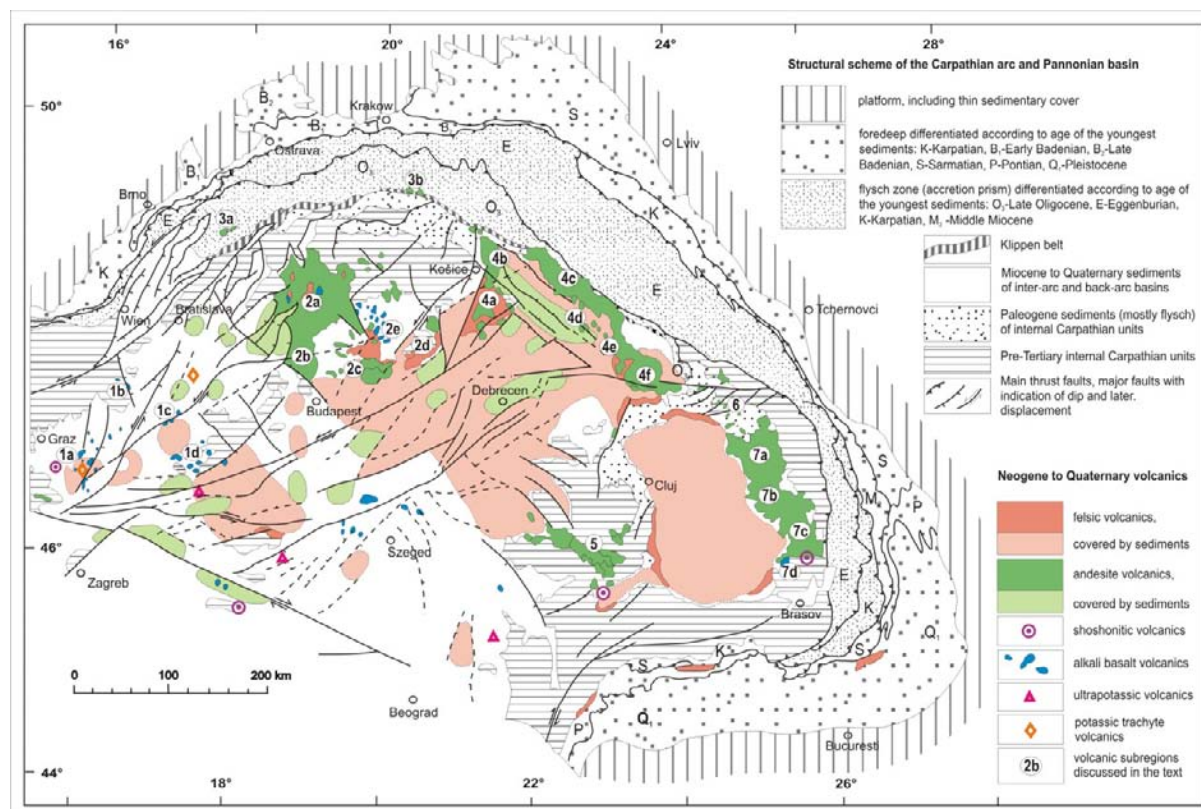 16°
20°
24°
28°
50°
46°
44°
18°
22°
26°
Structural scheme of the Carpathian arc and Pannonian basin
platform, including thin sedimentary cover
foredeep differentiated according to age of the youngest
sediments: K-Karpatian, B₁-Early Badenian, B₂-Late
Badenian, S-Sarmatian, P-Pontian, Q₁-Pleistocene
flysch zone (accretion prism) differentiated according to age of
the youngest sediments: O₃-Late Oligocene, E-Eggenburian,
K-Karpatian, M₁-Middle Miocene
Klippen belt
Miocene to Quaternary sediments
of inter-arc and back-arc basins
Paleogene sediments (mostly flysch)
of internal Carpathian units
Pre-Tertiary internal Carpathian units
Main thrust faults, major faults with
indication of dip and later.
displacement
Neogene to Quaternary volcanics
felsic volcanics,
covered by sediments
andesite volcanics,
covered by sediments
shoshonitic volcanics
alkali basalt volcanics
ultrapotassic volcanics
potassic trachyte
volcanics
2b
volcanic subregions
discussed in the text
Krakow
Ostrava
Lviv
Brno
Košice
Tchernovci
Wien
Bratislava
Budapest
Debrecen
Graz
Cluj
Szeged
Zagreb
Brasov
Beograd
Bucuresti
1a
1b
1c
1d
2a
2b
2c
2d
2e
3a
3b
4a
4b
4c
4d
4e
4f
5
6
7a
7b
7c
7d
B
B
B
S
E
O
O
K
E
K
E
O
S
M
P
E
K
S
Q₁
S
K
P
Q₁
0 100 200 km